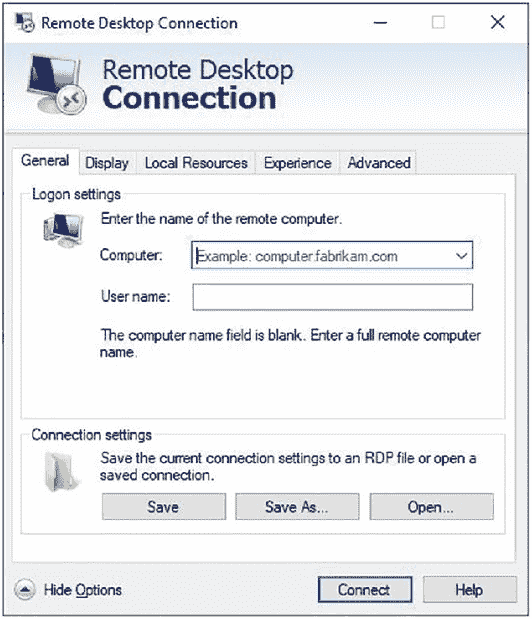 Remote Desktop Connection
Remote Desktop
Connection
General Display Local Resources Experience Advanced
Logon settings
Enter the name of the remote computer.
Computer: Example: computer.fabrikam.com
User name:
The computer name field is blank. Enter a full remote computer
name.
Connection settings
Save the current connection settings to an RDP file or open a
saved connection.
Save Save As... Open...
Hide Options Connect Help